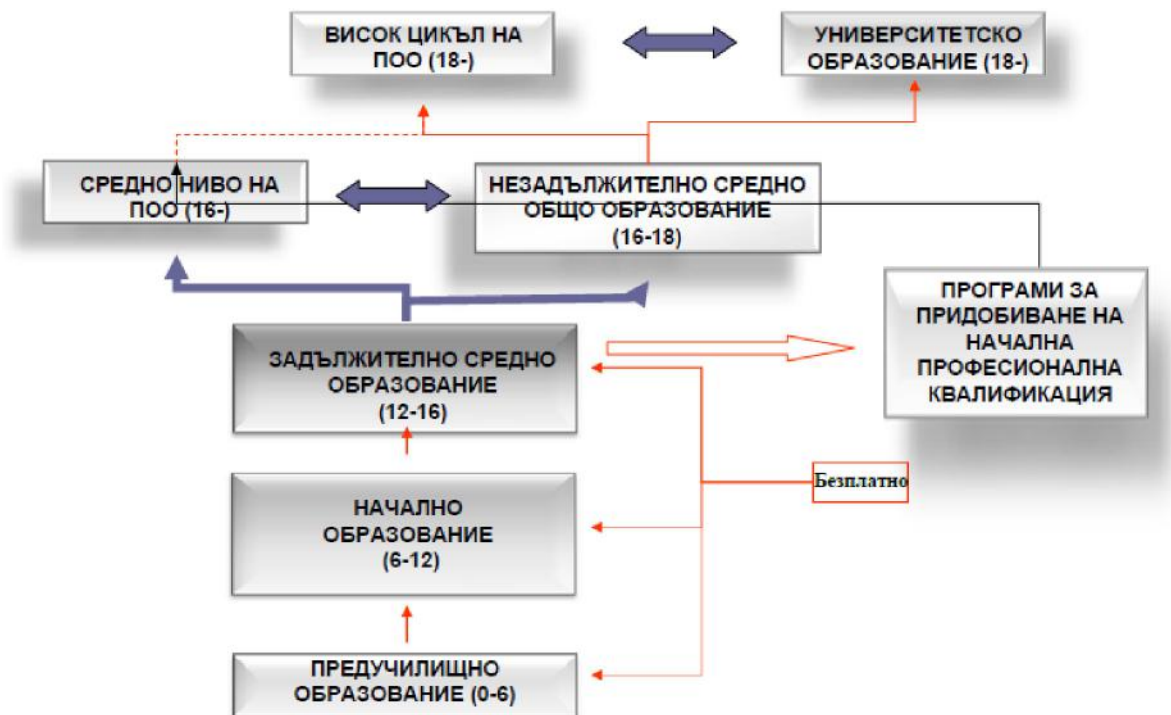 ВИСОК ЦИКЪЛ НА
ПОО (18-)
УНИВЕРСИТЕТСКО
ОБРАЗОВАНИЕ (18-)
СРЕДНО НИВО НА
ПОО (16-)
НЕЗАДЪЛЖИТЕЛНО СРЕДНО
ОБЩО ОБРАЗОВАНИЕ
(16-18)
ПРОГРАМИ ЗА
ПРИДОБИВАНЕ НА
НАЧАЛНА
ПРОФЕСИОНАЛНА
КВАЛИФИКАЦИЯ
ЗАДЪЛЖИТЕЛНО СРЕДНО
ОБРАЗОВАНИЕ
(12-16)
Безплатно
НАЧАЛНО
ОБРАЗОВАНИЕ
(6-12)
ПРЕДУЧИЛИЩНО
ОБРАЗОВАНИЕ (0-6)